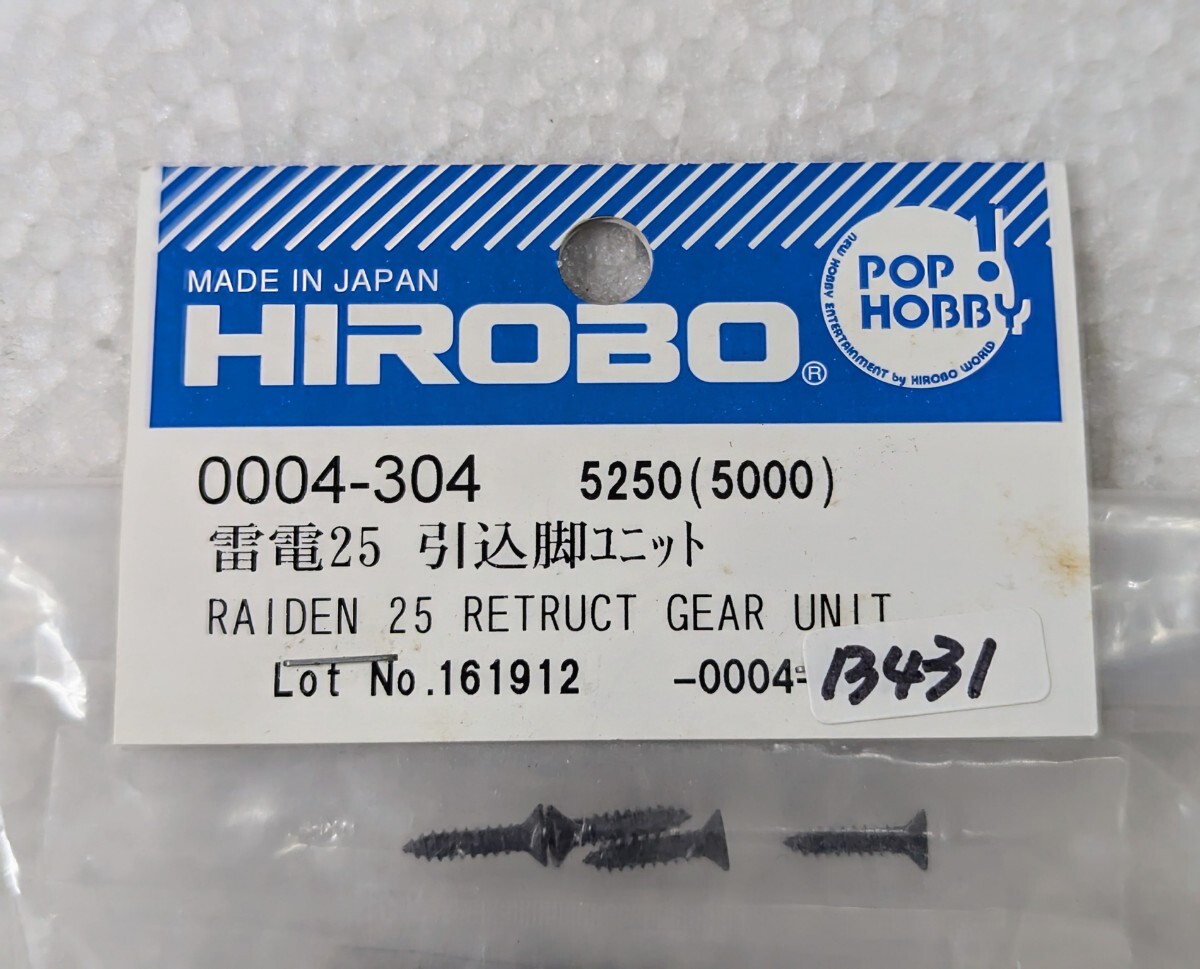 MADE IN JAPAN
HIROBO®
POP!
HOBBY
NEW HOBBY ENTERTAINMENT by HIROBO WORLD
0004-304 5250(5000)
雷電25 引込脚ユニット
RAIDEN 25 RETRUCT GEAR UNIT
Lot No.161912 -0004-
B431